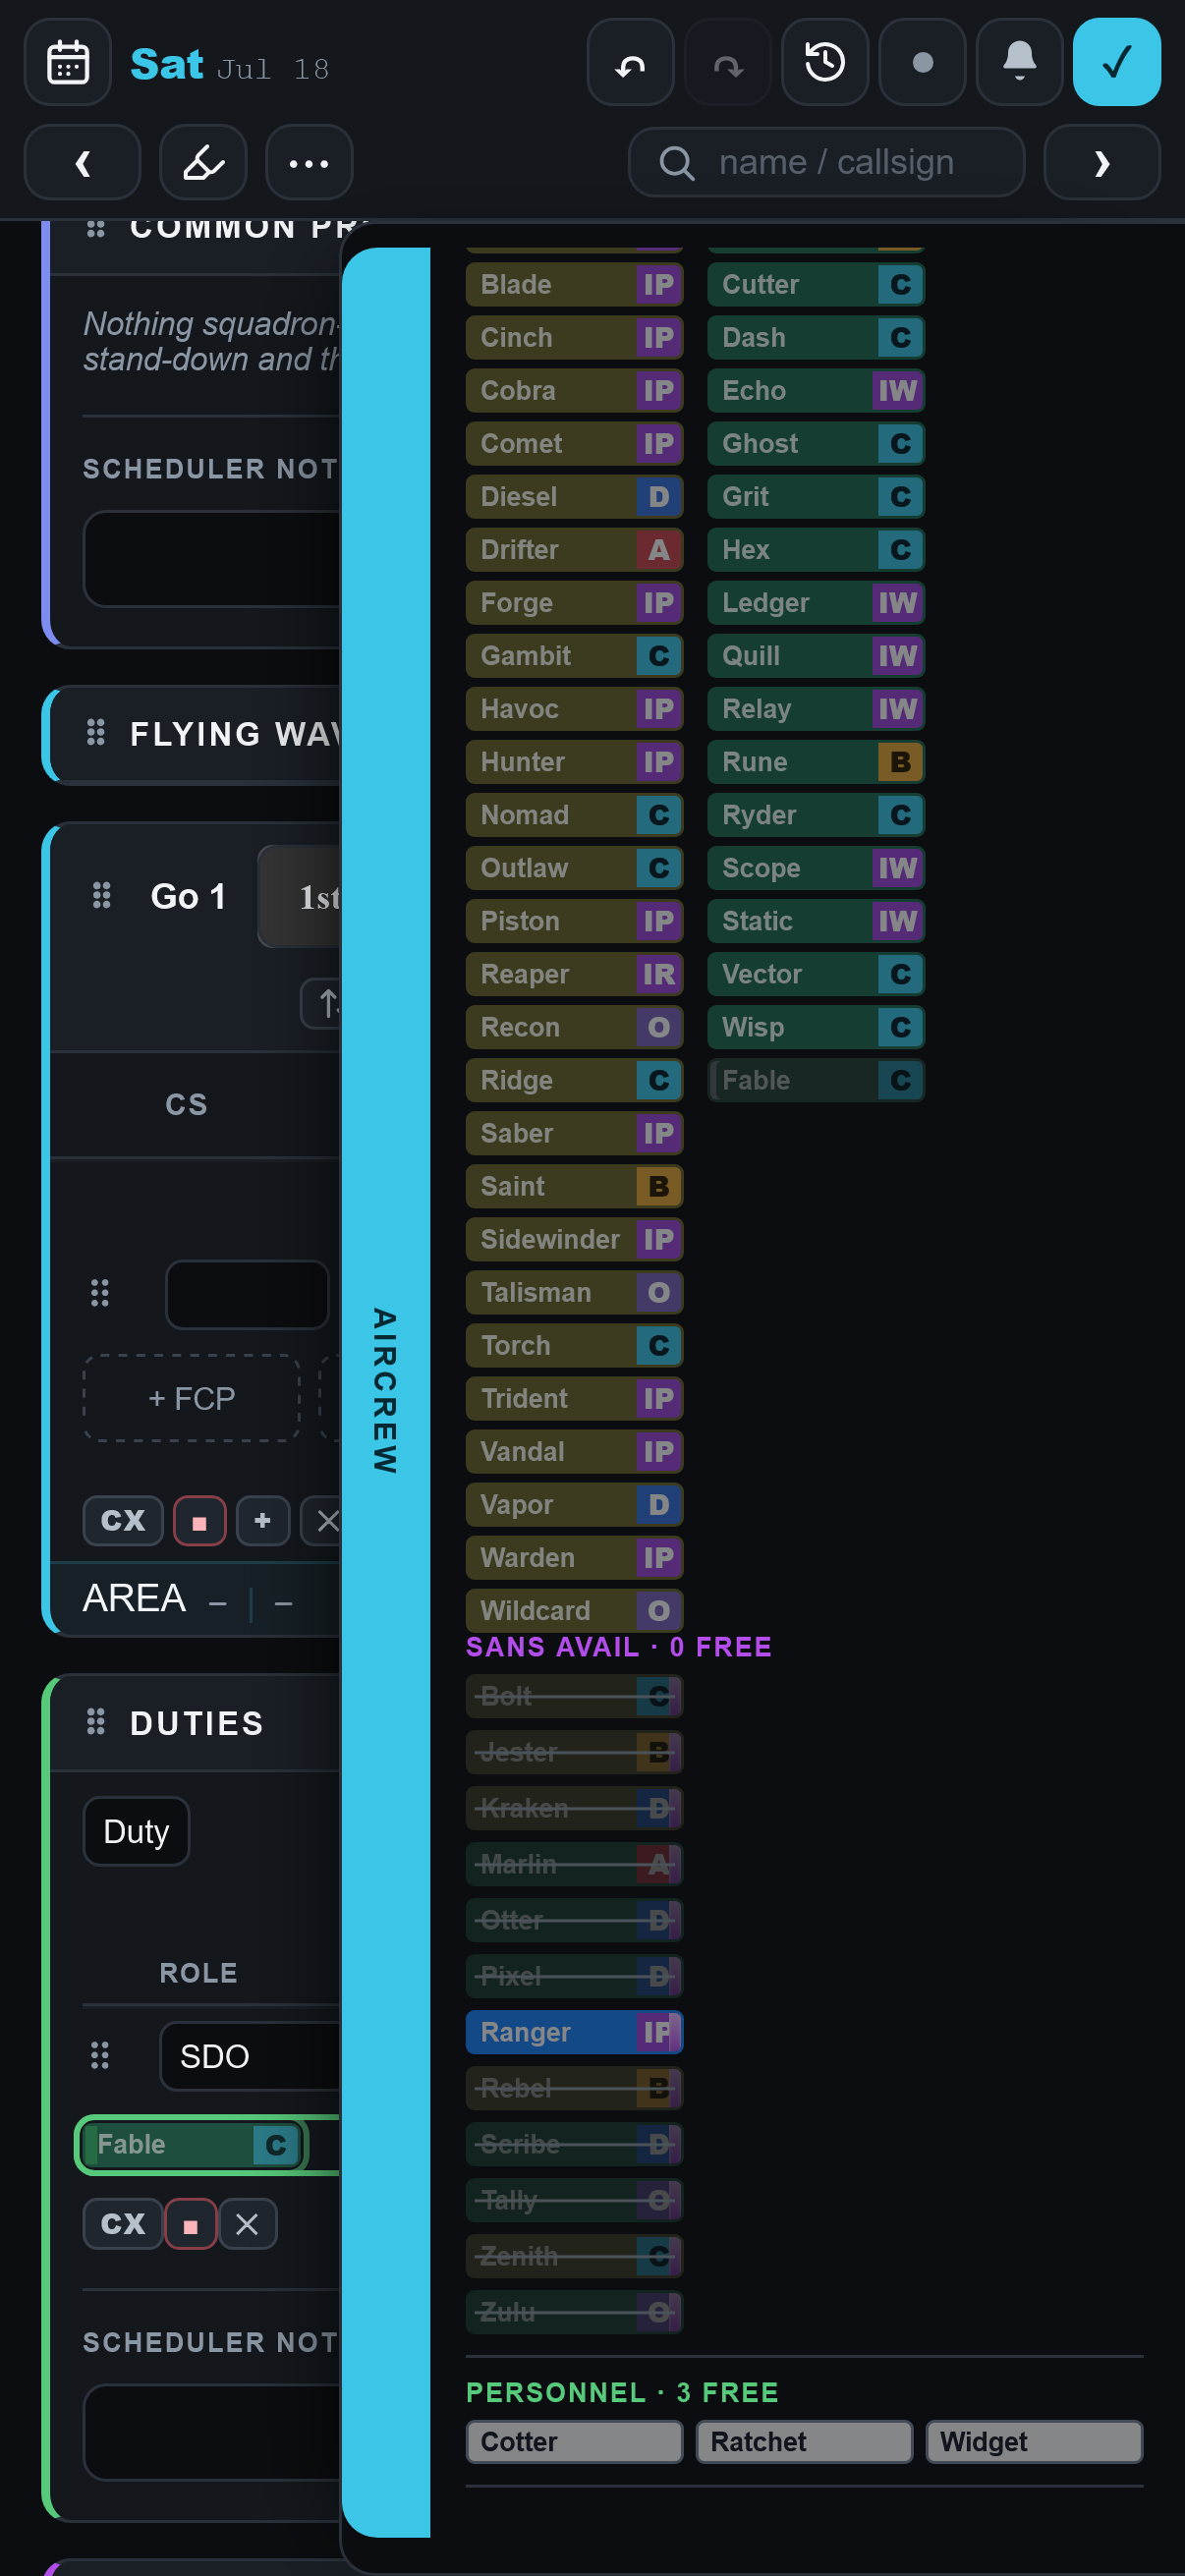 Sat Jul 18
name / callsign
COMMON PR
Nothing squadron-
stand-down and th
SCHEDULER NOT
FLYING WAV
Go 1
1st
CS
+ FCP
CX
AREA – | –
DUTIES
Duty
ROLE
SDO
Fable C
CX
SCHEDULER NOT
AIRCREW
Blade IP
Cutter C
Cinch IP
Dash C
Cobra IP
Echo IW
Comet IP
Ghost C
Diesel D
Grit C
Drifter A
Hex C
Forge IP
Ledger IW
Gambit C
Quill IW
Havoc IP
Relay IW
Hunter IP
Rune B
Nomad C
Ryder C
Outlaw C
Scope IW
Piston IP
Static IW
Reaper IR
Vector C
Recon O
Wisp C
Ridge C
Fable C
Saber IP
Saint B
Sidewinder IP
Talisman O
Torch C
Trident IP
Vandal IP
Vapor D
Warden IP
Wildcard O
SANS AVAIL · 0 FREE
Bolt C
Jester B
Kraken D
Marlin A
Otter D
Pixel D
Ranger IP
Rebel B
Scribe D
Tally O
Zenith C
Zulu O
PERSONNEL · 3 FREE
Cotter
Ratchet
Widget